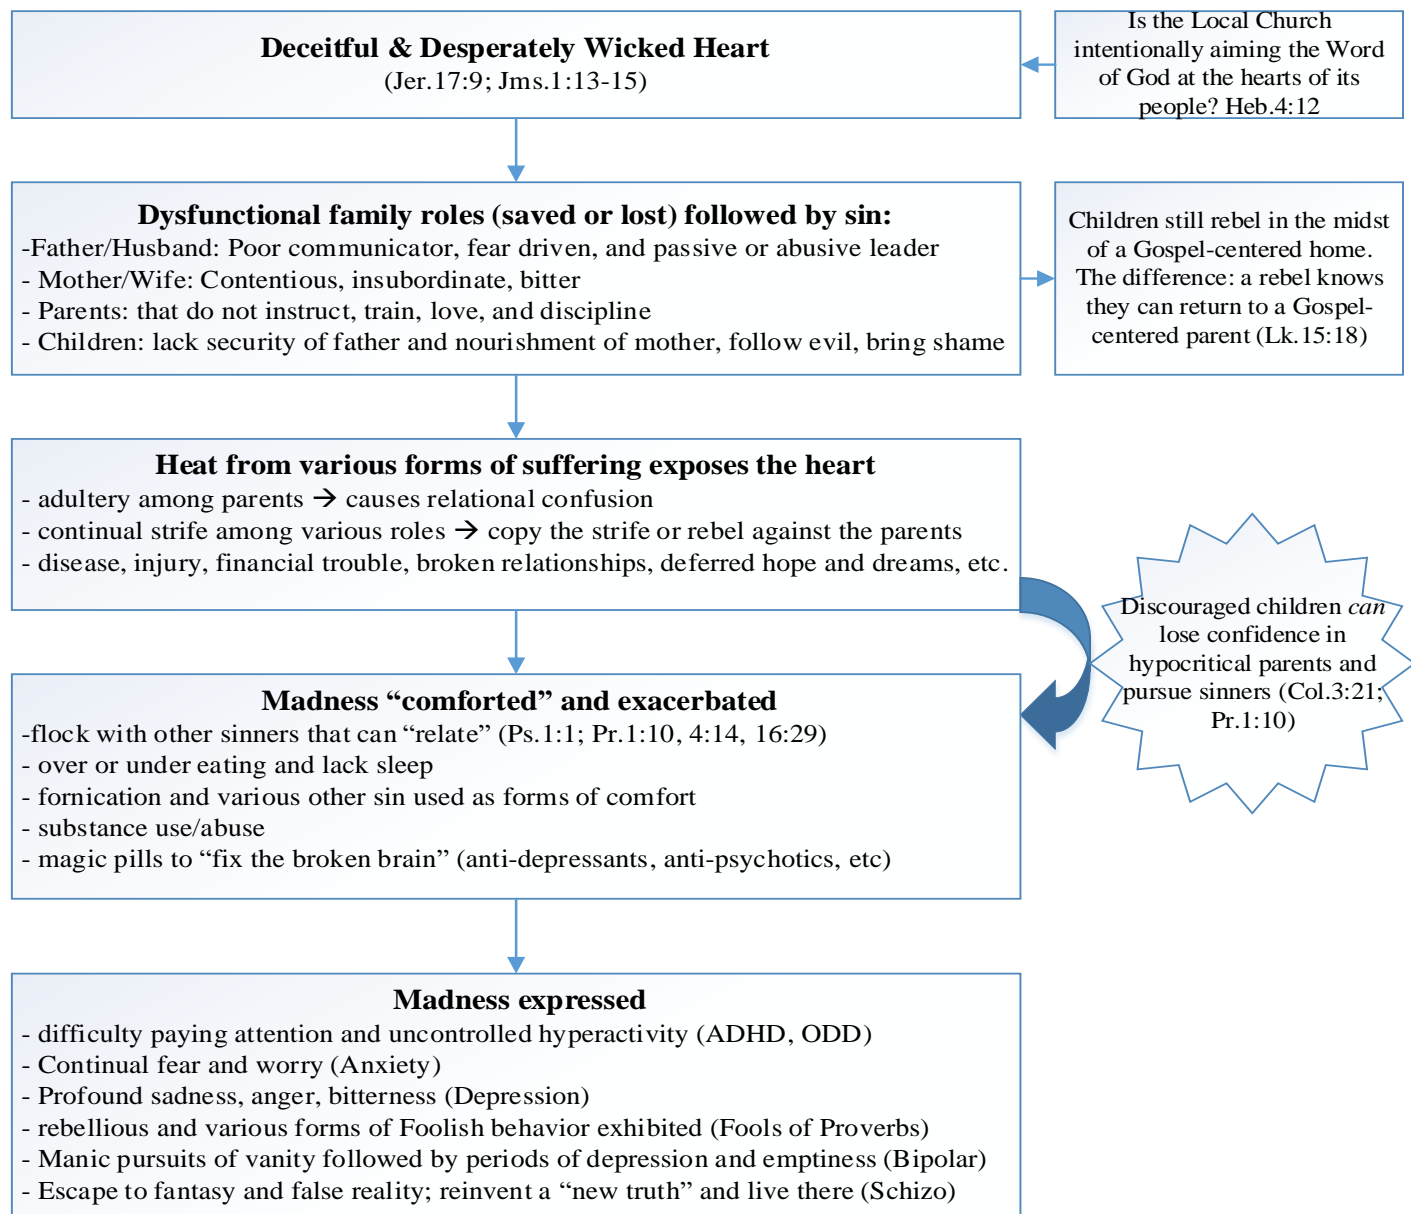 Deceitful & Desperately Wicked Heart
(Jer.17:9; Jms.1:13-15)
Is the Local Church
intentionally aiming the Word
of God at the hearts of its
people? Heb.4:12
Dysfunctional family roles (saved or lost) followed by sin:
-Father/Husband: Poor communicator, fear driven, and passive or abusive leader
- Mother/Wife: Contentious, insubordinate, bitter
- Parents: that do not instruct, train, love, and discipline
- Children: lack security of father and nourishment of mother, follow evil, bring shame
Children still rebel in the midst
of a Gospel-centered home.
The difference: a rebel knows
they can return to a Gospel-
centered parent (Lk.15:18)
Heat from various forms of suffering exposes the heart
- adultery among parents → causes relational confusion
- continual strife among various roles → copy the strife or rebel against the parents
- disease, injury, financial trouble, broken relationships, deferred hope and dreams, etc.
Discouraged children can
lose confidence in
hypocritical parents and
pursue sinners (Col.3:21;
Pr.1:10)
Madness “comforted” and exacerbated
-flock with other sinners that can “relate” (Ps.1:1; Pr.1:10, 4:14, 16:29)
- over or under eating and lack sleep
- fornication and various other sin used as forms of comfort
- substance use/abuse
- magic pills to “fix the broken brain” (anti-depressants, anti-psychotics, etc)
Madness expressed
- difficulty paying attention and uncontrolled hyperactivity (ADHD, ODD)
- Continual fear and worry (Anxiety)
- Profound sadness, anger, bitterness (Depression)
- rebellious and various forms of Foolish behavior exhibited (Fools of Proverbs)
- Manic pursuits of vanity followed by periods of depression and emptiness (Bipolar)
- Escape to fantasy and false reality; reinvent a “new truth” and live there (Schizo)